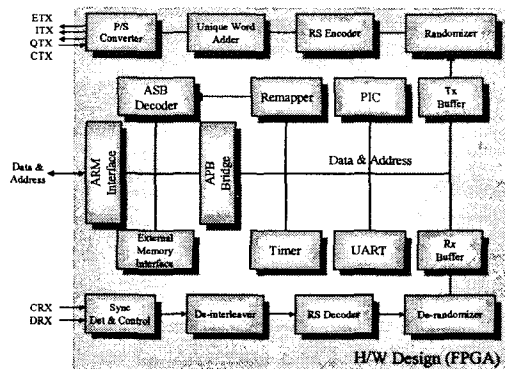 ETX
ITX
QTX
CTX
P/S
Converter
Unique Word
Adder
RS Encoder
Randomizer
ASB
Decoder
Remapper
PIC
Tx
Buffer
Data &
Address
ARM
Interface
APB
Bridge
Data & Address
External
Memory
Interface
Timer
UART
Rx
Buffer
CRX
DRX
Sync
Det & Control
De-interleaver
RS Decoder
De-randomizer
H/W Design (FPGA)